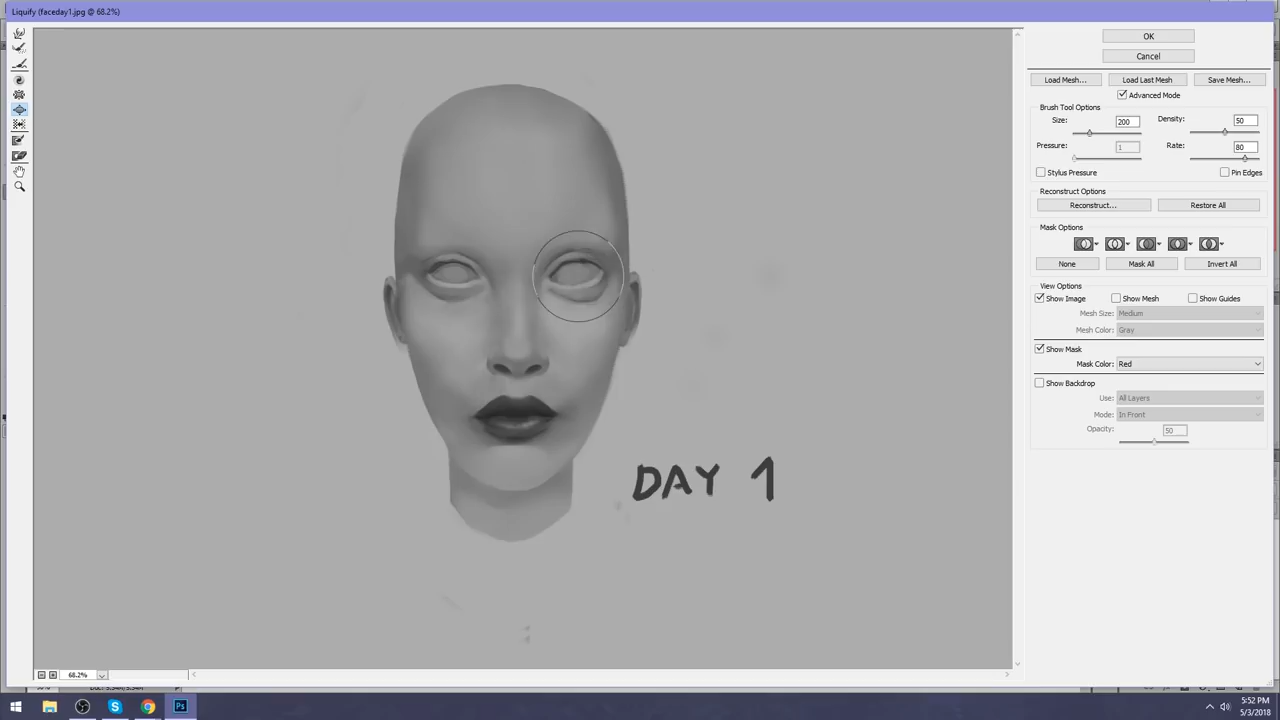 Liquify (faceday1.jpg @ 68.2%)
OK
Cancel
Load Mesh...
Load Last Mesh
Save Mesh...
Advanced Mode
Brush Tool Options
Size:
200
Density:
50
Pressure:
1
Rate:
80
Stylus Pressure
Pin Edges
Reconstruct Options
Reconstruct...
Restore All
Mask Options
None
Mask All
Invert All
View Options
Show Image
Show Mesh
Show Guides
Mesh Size:
Medium
Mesh Color:
Gray
Show Mask
Mask Color:
Red
Show Backdrop
Use:
All Layers
Mode:
In Front
Opacity:
50
DAY 1
68.2%
5:52 PM
5/3/2018